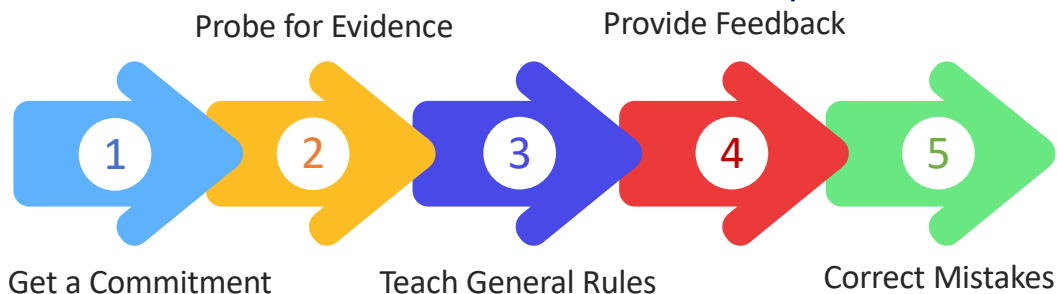 Probe for Evidence
Provide Feedback
1
2
3
4
5
Get a Commitment
Teach General Rules
Correct Mistakes